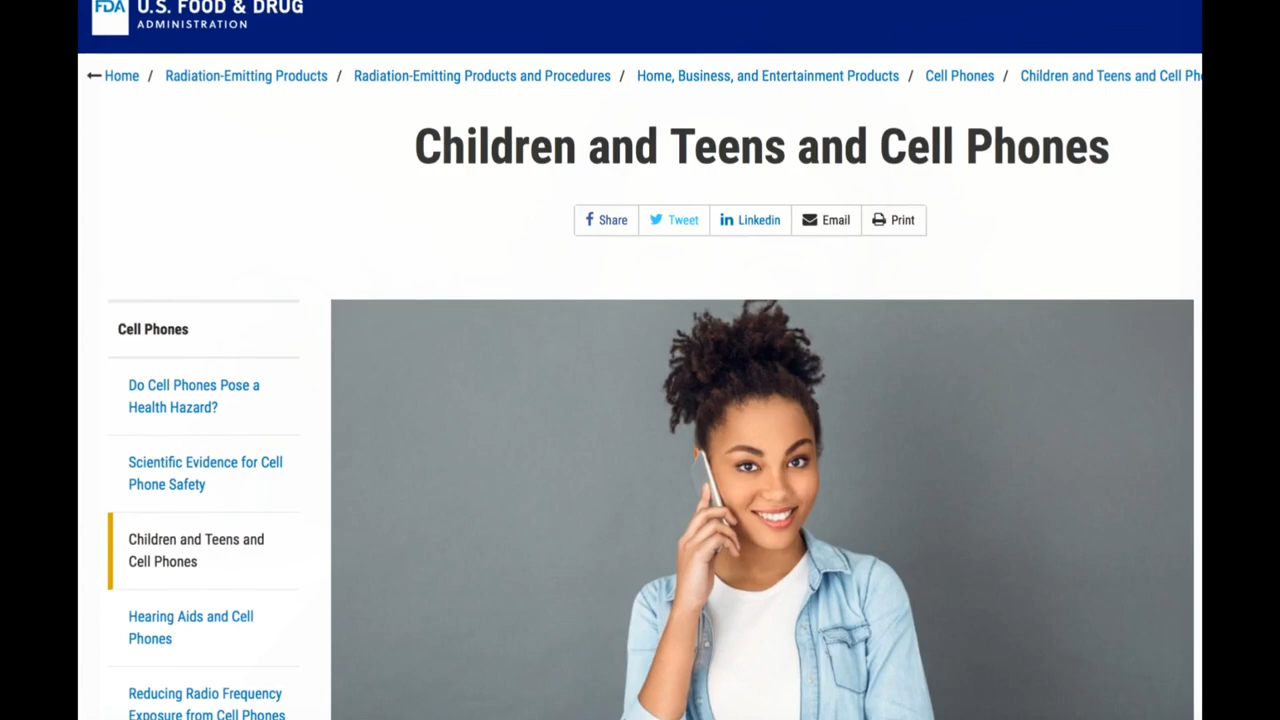 FDA U.S. FOOD & DRUG
ADMINISTRATION
Home / Radiation-Emitting Products / Radiation-Emitting Products and Procedures / Home, Business, and Entertainment Products / Cell Phones / Children and Teens and Cell Ph
Children and Teens and Cell Phones
Share Tweet Linkedin Email Print
Cell Phones
Do Cell Phones Pose a
Health Hazard?
Scientific Evidence for Cell
Phone Safety
Children and Teens and
Cell Phones
Hearing Aids and Cell
Phones
Reducing Radio Frequency
Exposure from Cell Phones